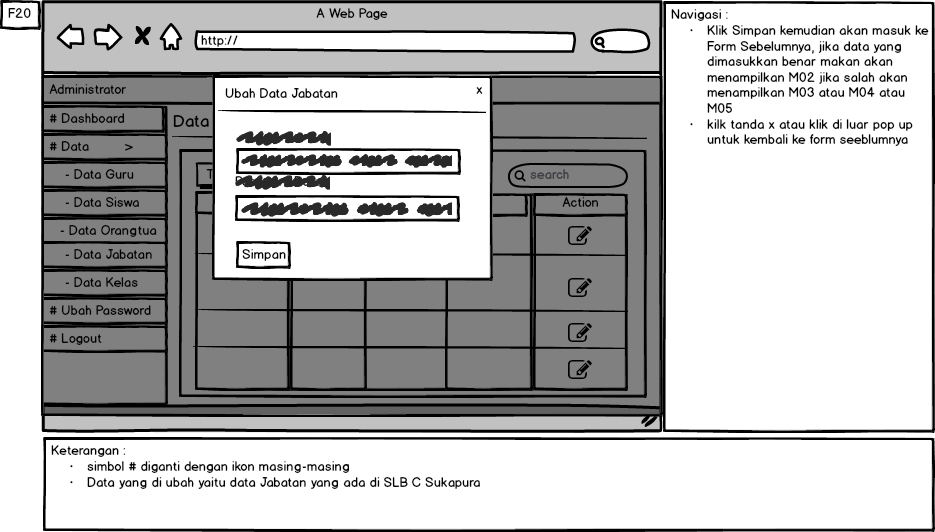 F20
A Web Page
http://
Administrator
# Dashboard
# Data >
- Data Guru
- Data Siswa
- Data Orangtua
- Data Jabatan
- Data Kelas
# Ubah Password
# Logout
Data
T
search
Action
Ubah Data Jabatan x
Simpan
Navigasi :
· Klik Simpan kemudian akan masuk ke
Form Sebelumnya, jika data yang
dimasukkan benar makan akan
menampilkan M02 jika salah akan
menampilkan M03 atau M04 atau
M05
· kilk tanda x atau klik di luar pop up
untuk kembali ke form seeblumnya
Keterangan :
· simbol # diganti dengan ikon masing-masing
· Data yang di ubah yaitu data Jabatan yang ada di SLB C Sukapura